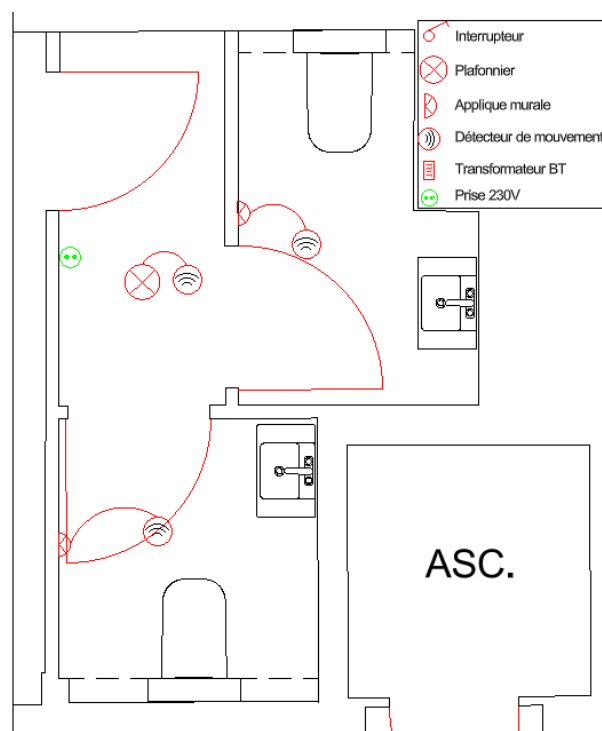 Interrupteur
Plafonnier
Applique murale
Détecteur de mouvement
Transformateur BT
Prise 230V
ASC.